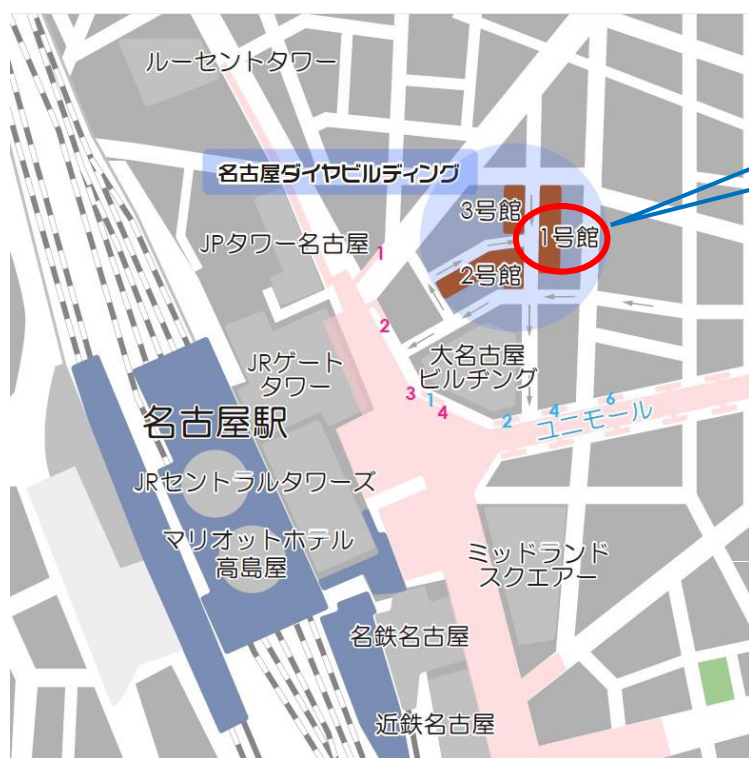 ルーセントタワー
名古屋ダイヤビルディング
3号館
1号館
JPタワー名古屋
1
2号館
2
JRゲート
タワー
大名古屋
ビルヂング
3
1
4
2
4
6
ユニモール
名古屋駅
JRセントラルタワーズ
マリオットホテル
高島屋
ミッドランド
スクエアー
名鉄名古屋
近鉄名古屋